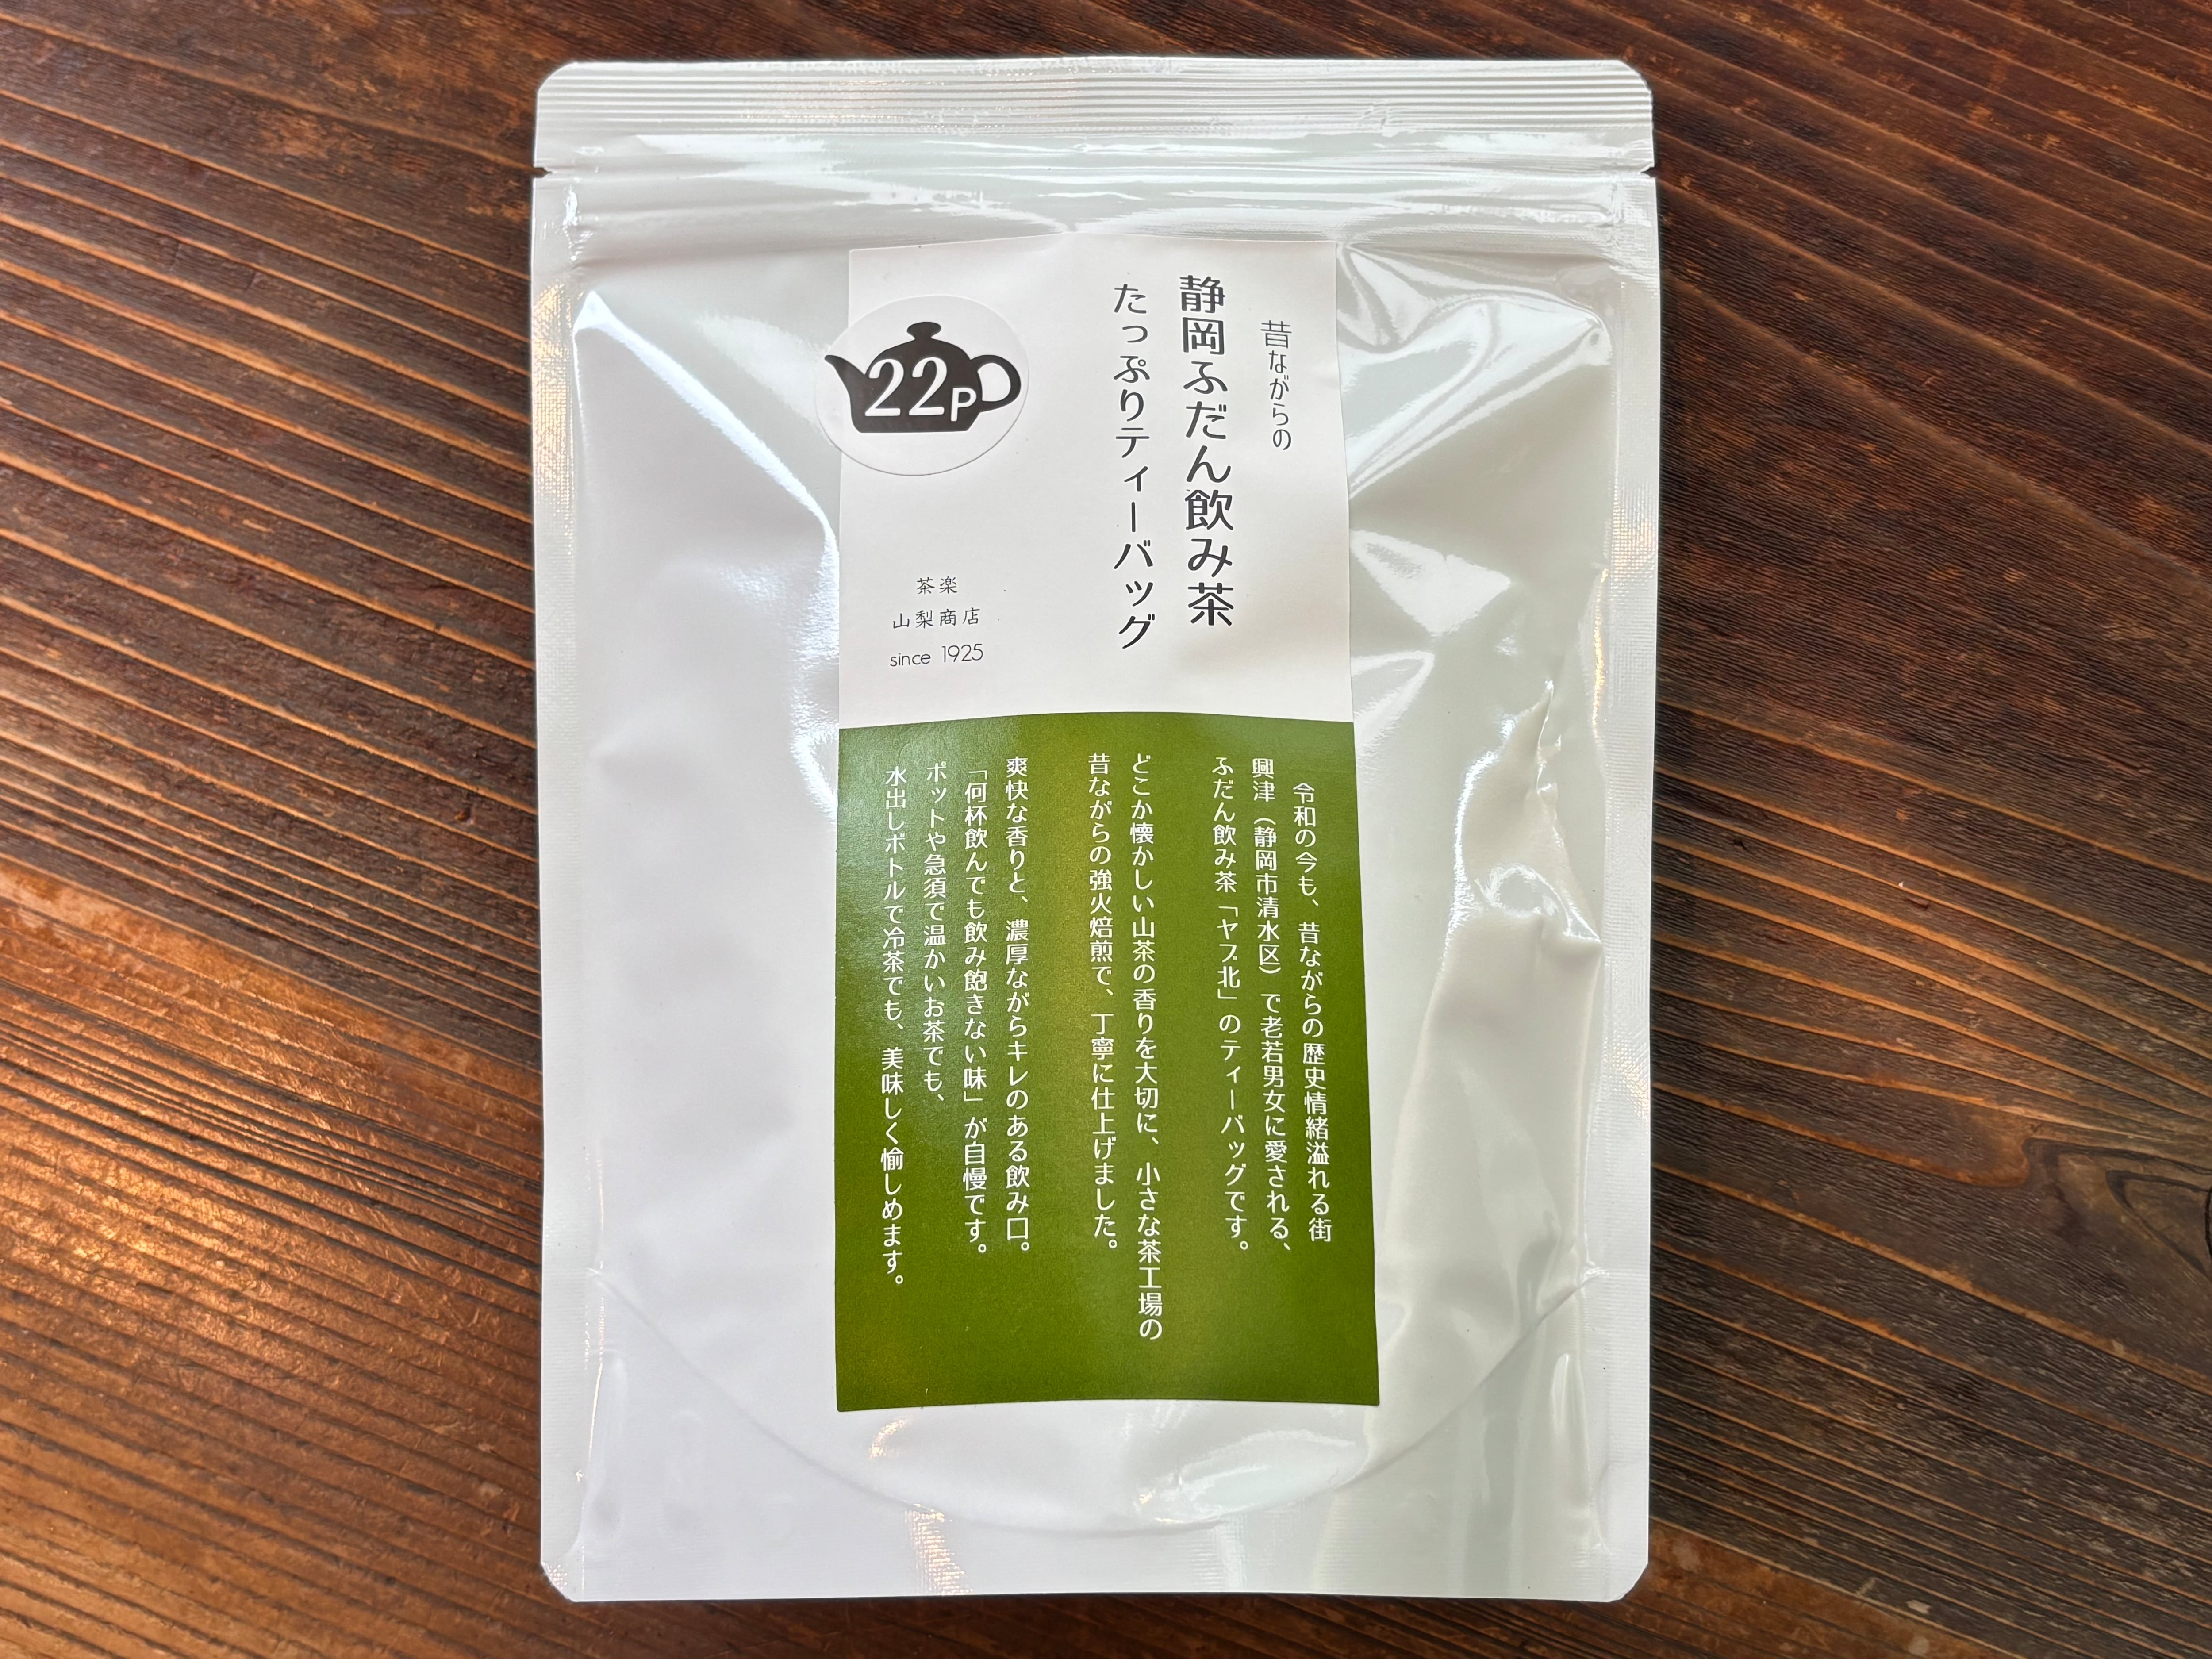 昔ながらの
静岡ふだん飲み茶
たっぷりティーバッグ
22P
茶楽
山梨商店
since 1925
令和の今も、昔ながらの歴史情緒溢れる街
興津（静岡市清水区）で老若男女に愛される、
ふだん飲み茶「ヤブ北」のティーバッグです。
どこか懐かしい山茶の香りを大切に、小さな茶工場の
昔ながらの強火焙煎で、丁寧に仕上げました。
爽快な香りと、濃厚ながらキレのある飲み口。
「何杯飲んでも飲み飽きない味」が自慢です。
ポットや急須で温かいお茶でも、
水出しボトルで冷茶でも、美味しく愉しめます。